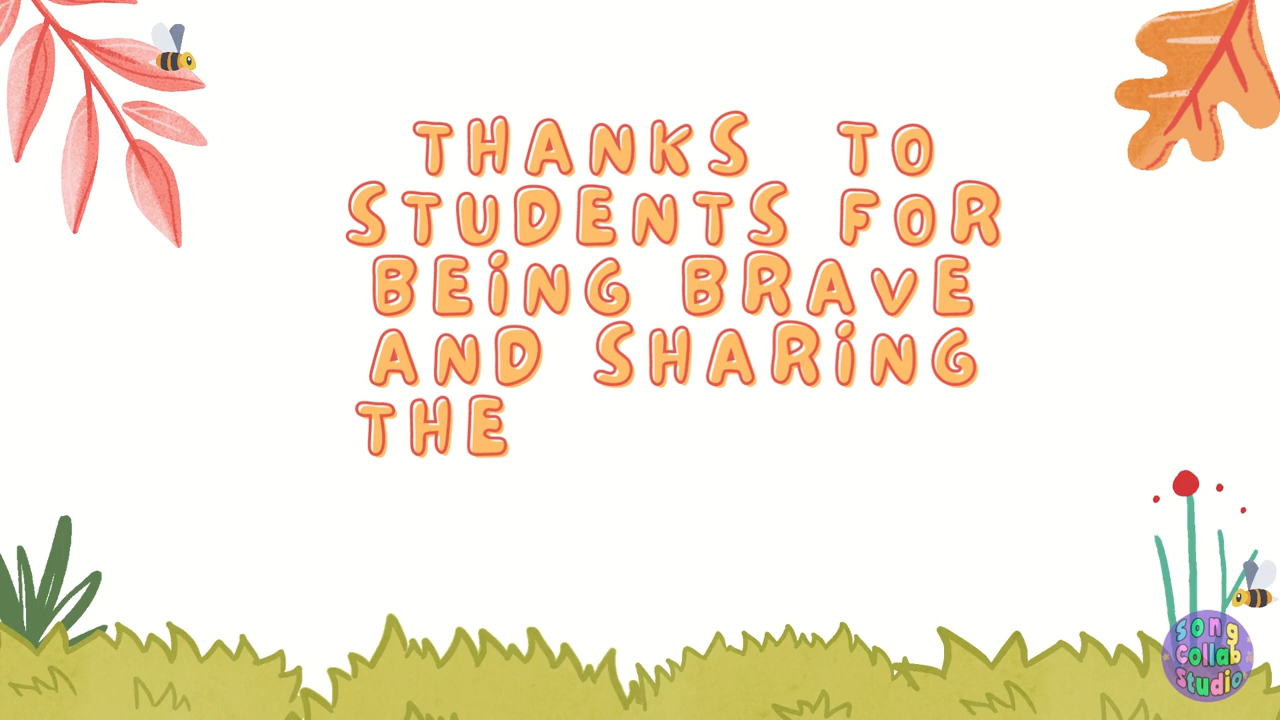 THANKS TO
STUDENTS FOR
BEING BRAVE
AND SHARING
THE
song
collab
studio